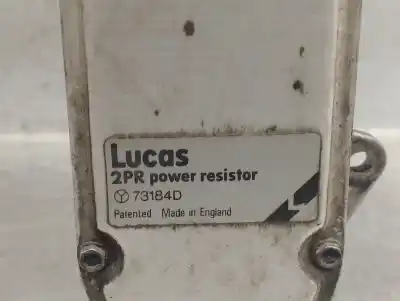 Lucas
2PR power resistor
73184D
Patented Made in England